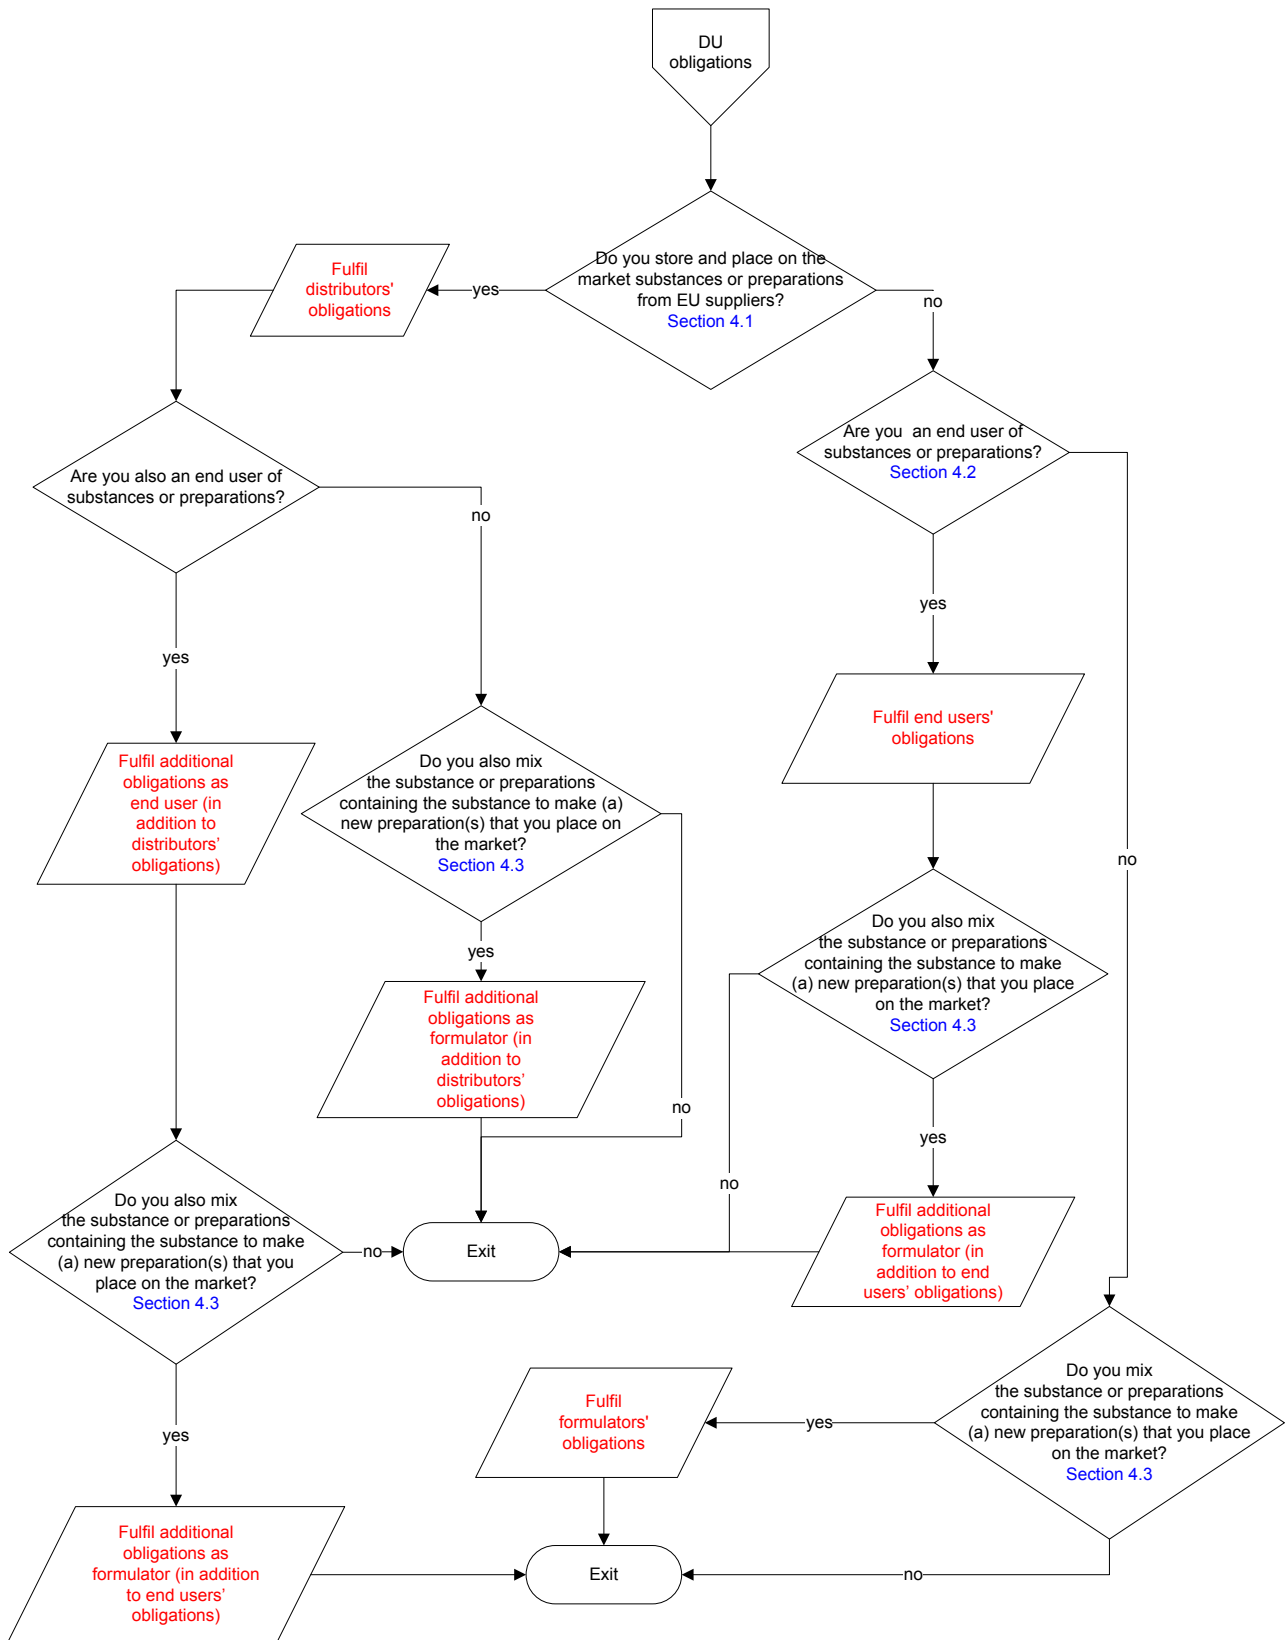 DU
obligations
Do you store and place on the
market substances or preparations
from EU suppliers?
Section 4.1
yes
Fulfil
distributors'
obligations
no
Are you  an end user of
substances or preparations?
Section 4.2
Are you also an end user of
substances or preparations?
no
yes
yes
Fulfil end users'
obligations
Fulfil additional
obligations as
end user (in
addition to
distributors’
obligations)
Do you also mix
the substance or preparations
containing the substance to make (a)
new preparation(s) that you place on
the market?
Section 4.3
no
Do you also mix
the substance or preparations
containing the substance to make
(a) new preparation(s) that you place
on the market?
Section 4.3
yes
Fulfil additional
obligations as
formulator (in
addition to
distributors’
obligations)
no
yes
no
Do you also mix
the substance or preparations
containing the substance to make
(a) new preparation(s) that you
place on the market?
Section 4.3
no
Exit
Fulfil additional
obligations as
formulator (in
addition to end
users’ obligations)
Do you mix
the substance or preparations
containing the substance to make
(a) new preparation(s) that you place
on the market?
Section 4.3
yes
Fulfil
formulators'
obligations
yes
Fulfil additional
obligations as
formulator (in addition
to end users’
obligations)
Exit
no